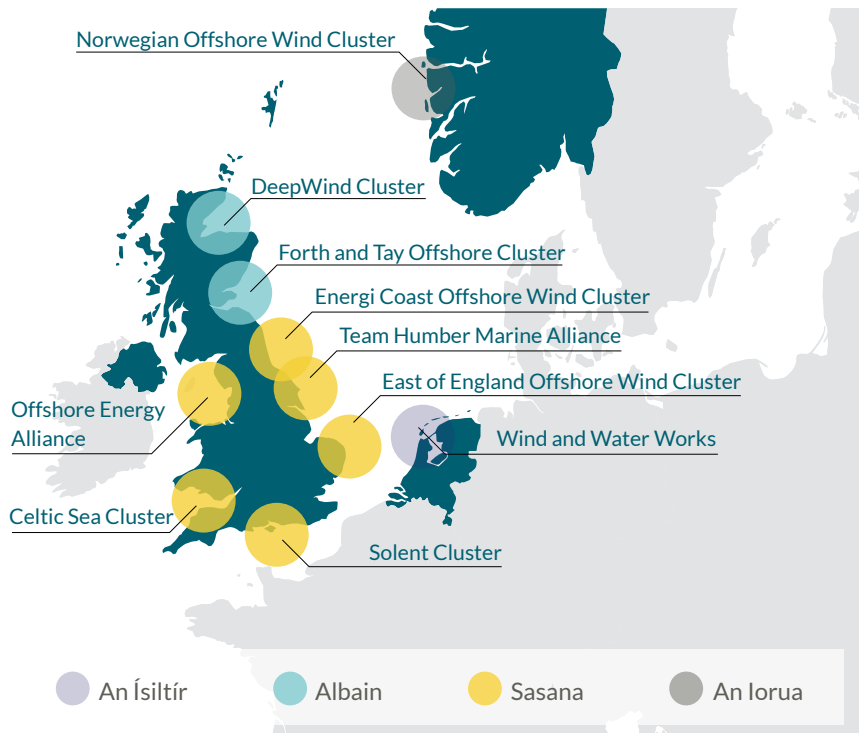 Norwegian Offshore Wind Cluster
DeepWind Cluster
Forth and Tay Offshore Cluster
Energi Coast Offshore Wind Cluster
Team Humber Marine Alliance
East of England Offshore Wind Cluster
Offshore Energy
Alliance
Wind and Water Works
Celtic Sea Cluster
Solent Cluster
An Ísiltír
Albain
Sasana
An Iorua